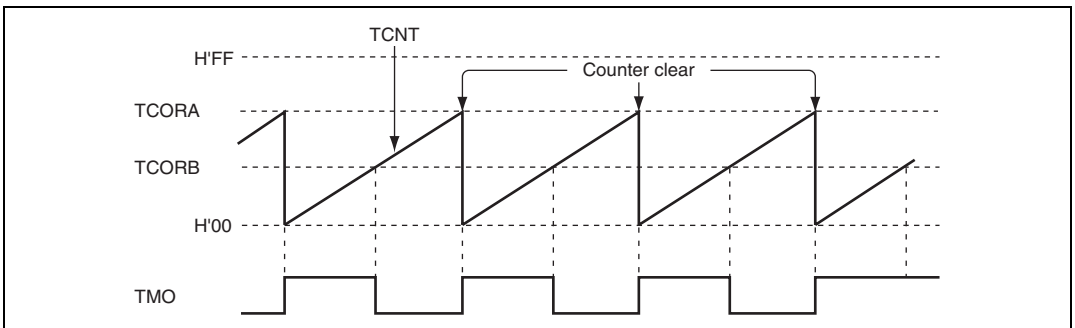 TCNT
H'FF
Counter clear
TCORA
TCORB
H'00
TMO